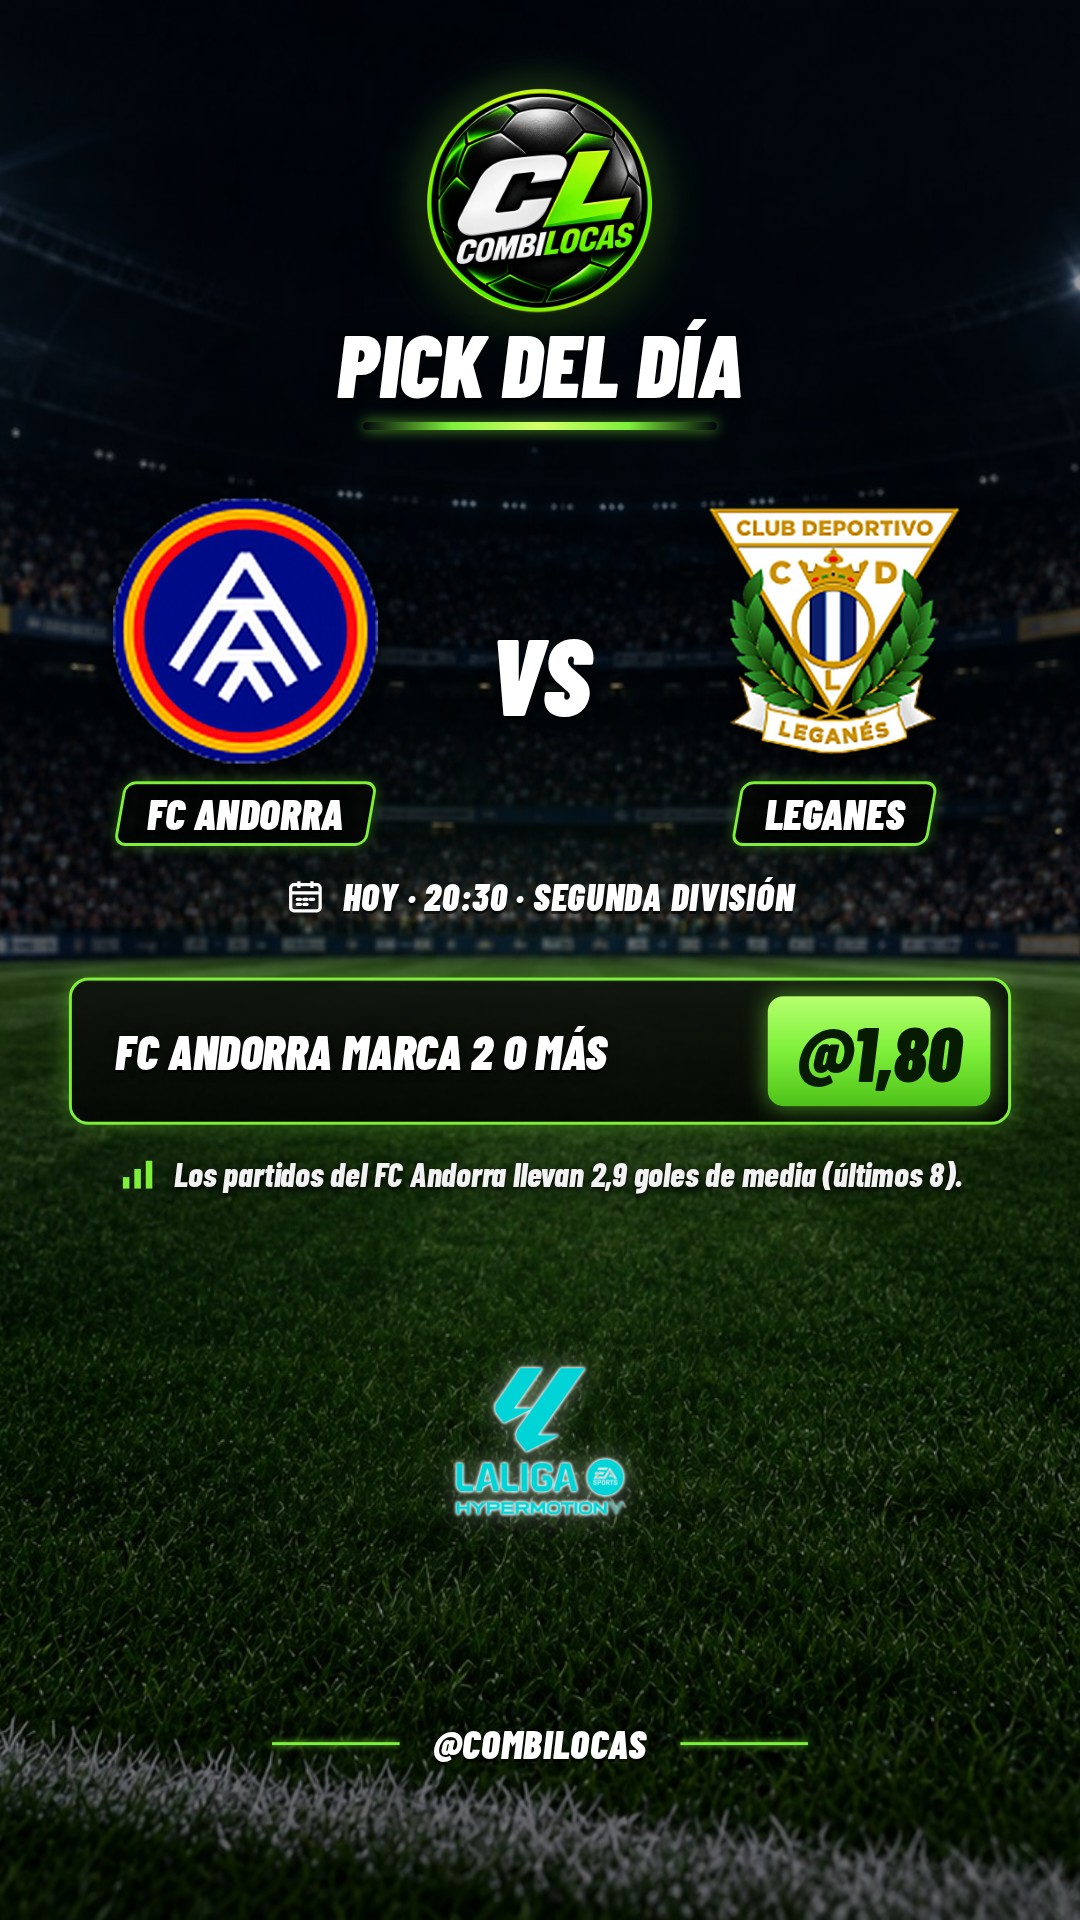 CL
COMBILOCAS
PICK DEL DÍA
CLUB DEPORTIVO
C D
L
LEGANÉS
VS
FC ANDORRA
LEGANES
HOY · 20:30 · SEGUNDA DIVISIÓN
FC ANDORRA MARCA 2 O MÁS
@1,80
Los partidos del FC Andorra llevan 2,9 goles de media (últimos 8).
LALIGA EA SPORTS
HYPERMOTION
@COMBILOCAS